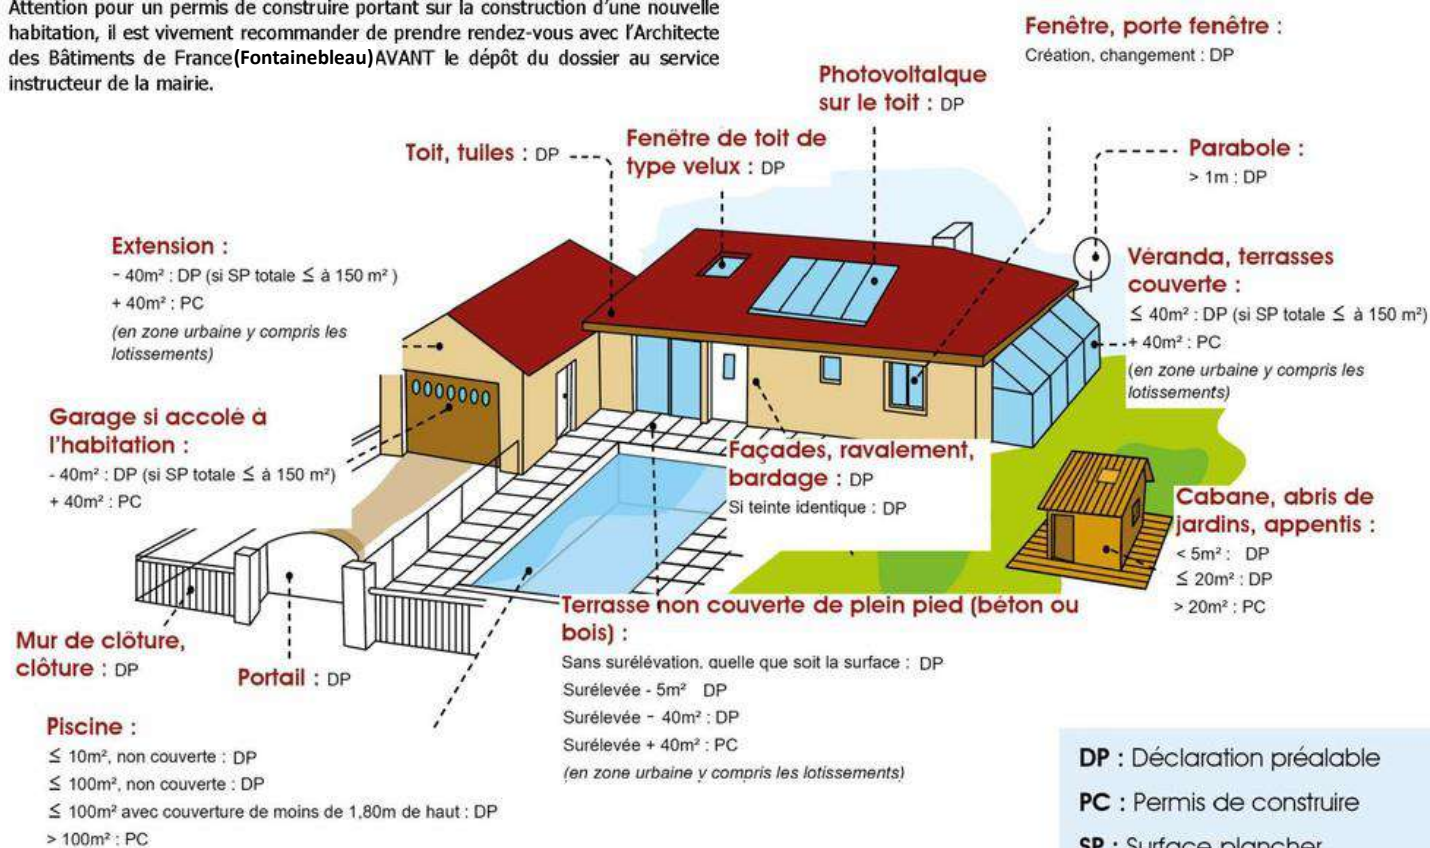 Attention pour un permis de construire portant sur la construction d'une nouvelle
habitation, il est vivement recommander de prendre rendez-vous avec l'Architecte
des Bâtiments de France(Fontainebleau)AVANT le dépôt du dossier au service
instructeur de la mairie.
Fenêtre, porte fenêtre :
Création, changement : DP
Photovoltaïque
sur le toit : DP
Fenêtre de toit de
type velux : DP
Toit, tuiles : DP
Parabole :
> 1m : DP
Extension :
- 40m² : DP (si SP totale ≤ à 150 m² )
+ 40m² : PC
(en zone urbaine y compris les
lotissements)
Véranda, terrasses
couverte :
≤ 40m² : DP (si SP totale ≤ à 150 m²)
+ 40m² : PC
(en zone urbaine y compris les
lotissements)
Garage si accolé à
l'habitation :
- 40m² : DP (si SP totale ≤ à 150 m²)
+ 40m² : PC
Façades, ravalement,
bardage : DP
Si teinte identique : DP
Cabane, abris de
jardins, appentis :
< 5m² : DP
≤ 20m² : DP
> 20m² : PC
Mur de clôture,
clôture : DP
Portail : DP
Terrasse non couverte de plein pied (béton ou
bois) :
Sans surélévation, quelle que soit la surface : DP
Surélevée - 5m² DP
Surélevée - 40m² : DP
Surélevée + 40m² : PC
(en zone urbaine y compris les lotissements)
Piscine :
≤ 10m², non couverte : DP
≤ 100m², non couverte : DP
≤ 100m² avec couverture de moins de 1,80m de haut : DP
> 100m² : PC
DP : Déclaration préalable
PC : Permis de construire
SP : Surface plancher